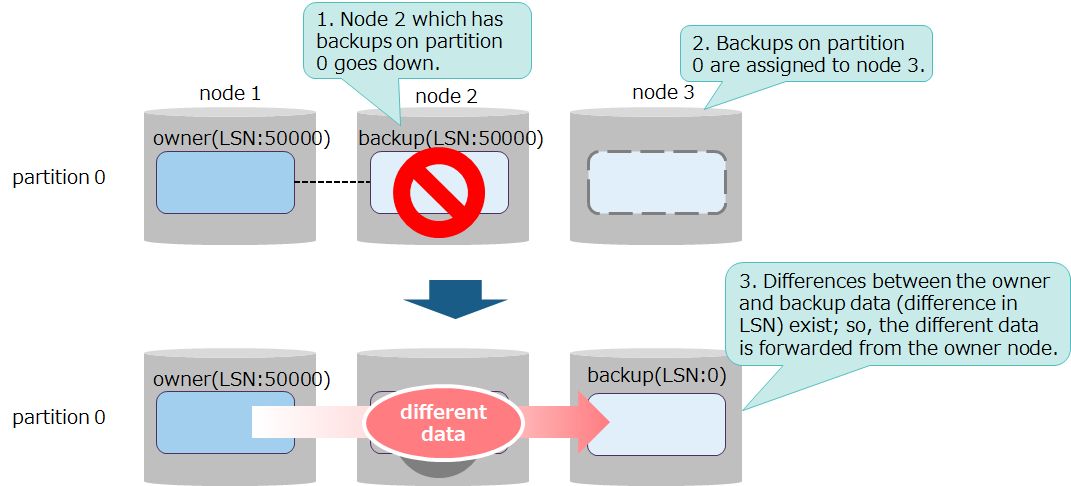 1. Node 2 which has
backups on partition
0 goes down.
2. Backups on partition
0 are assigned to node 3.
node 1
node 2
node 3
owner(LSN:50000)
backup(LSN:50000)
partition 0
3. Differences between the owner
and backup data (difference in
LSN) exist; so, the different data
is forwarded from the owner node.
owner(LSN:50000)
backup(LSN:0)
partition 0
different
data